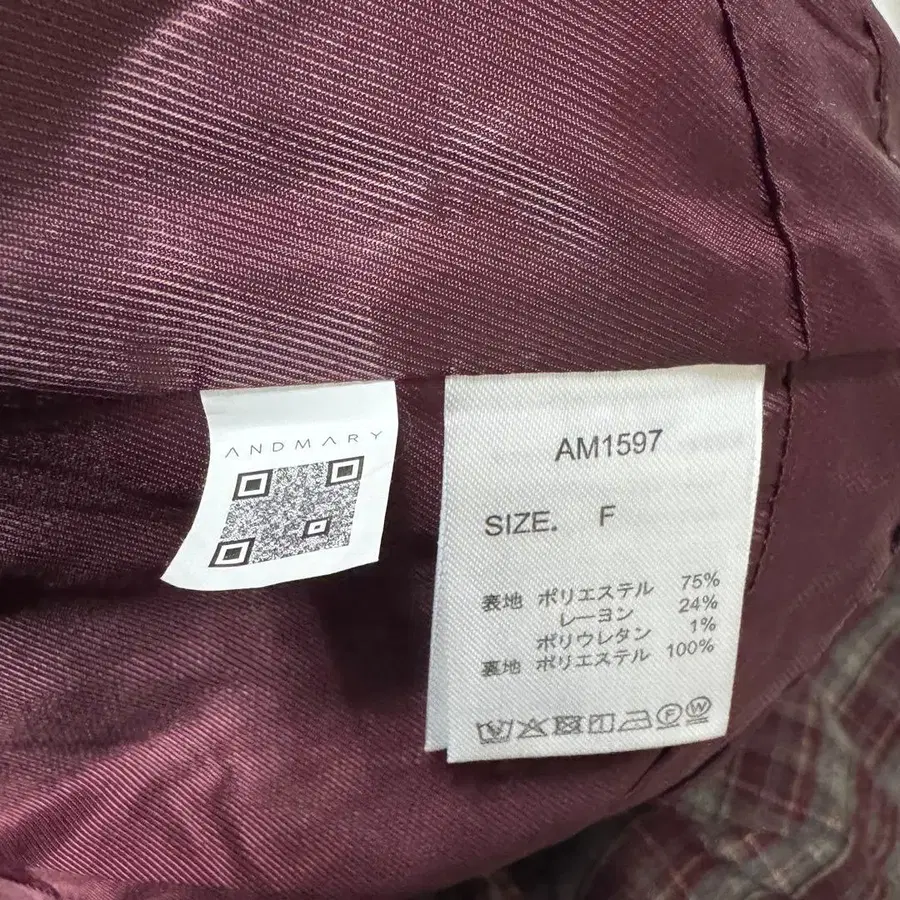 ANDMARY
AM1597
SIZE. F
表地 ポリエステル 75%
レーヨン 24%
ポリウレタン 1%
裏地 ポリエステル 100%
F W